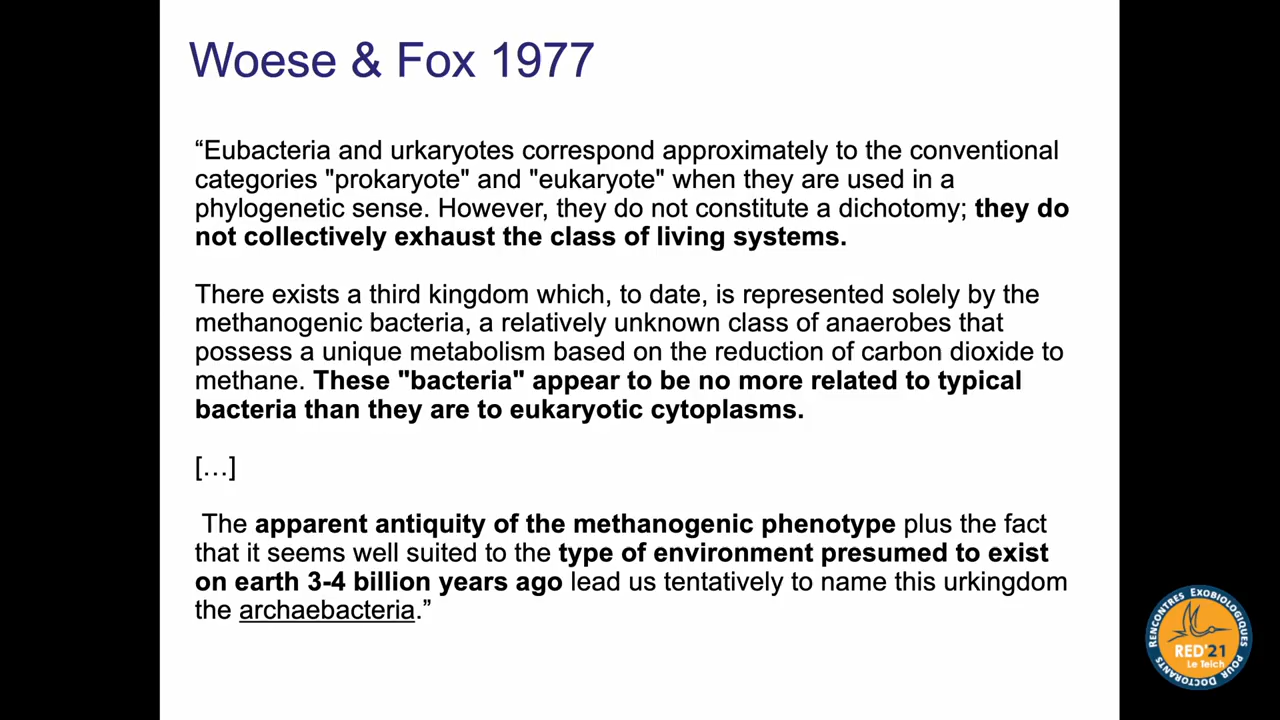 Woese & Fox 1977
“Eubacteria and urkaryotes correspond approximately to the conventional
categories "prokaryote" and "eukaryote" when they are used in a
phylogenetic sense. However, they do not constitute a dichotomy; they do
not collectively exhaust the class of living systems.
There exists a third kingdom which, to date, is represented solely by the
methanogenic bacteria, a relatively unknown class of anaerobes that
possess a unique metabolism based on the reduction of carbon dioxide to
methane. These "bacteria" appear to be no more related to typical
bacteria than they are to eukaryotic cytoplasms.
[…]
The apparent antiquity of the methanogenic phenotype plus the fact
that it seems well suited to the type of environment presumed to exist
on earth 3-4 billion years ago lead us tentatively to name this urkingdom
the archaebacteria.”
RENCONTRES EXOBIOLOGIQUES
POUR DOCTORANTS
RED'21
Le Teich